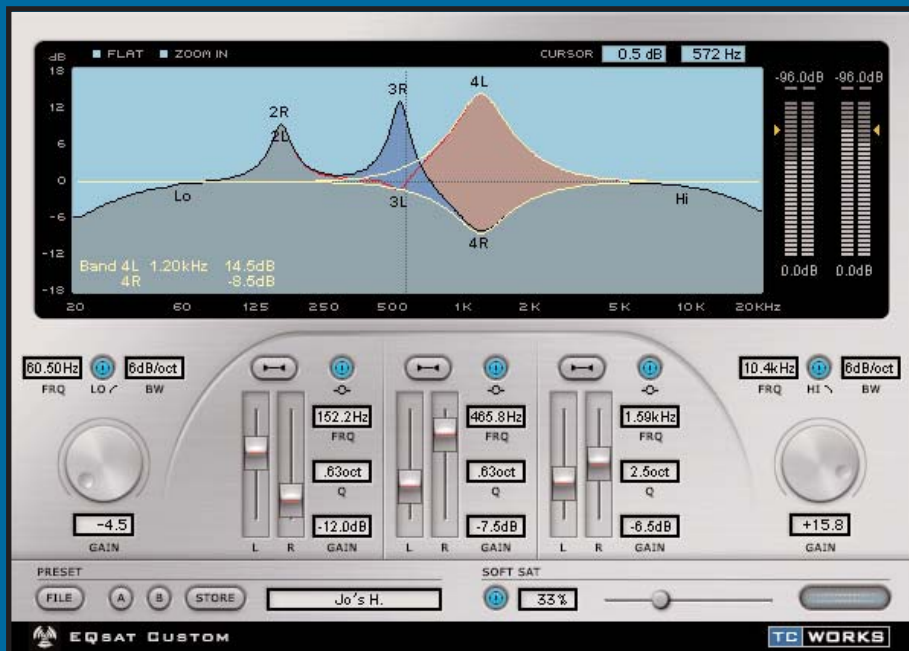 dB FLAT ZOOM IN CURSOR 0.5 dB 572 Hz
18
12
6
0
-6
-12
-18
4L
3R
2R
2L
Lo
3L
Hi
4R
-96.0dB -96.0dB
0.0dB 0.0dB
Band 4L 1.20kHz 14.5dB
4R -8.5dB
20 60 125 250 500 1K 2K 5K 10K 20KHz
60.50Hz 6dB/oct
FRQ LO BW
10.4kHz 6dB/oct
FRQ HI BW
152.2Hz
FRQ
.63oct
Q
-12.0dB
L R GAIN
465.8Hz
FRQ
.63oct
Q
-7.5dB
L R GAIN
1.59kHz
FRQ
2.5oct
Q
-6.5dB
L R GAIN
-4.5
GAIN
+15.8
GAIN
PRESET
FILE A B STORE Jo's H.
SOFT SAT
33%
EQSAT CUSTOM
TC WORKS